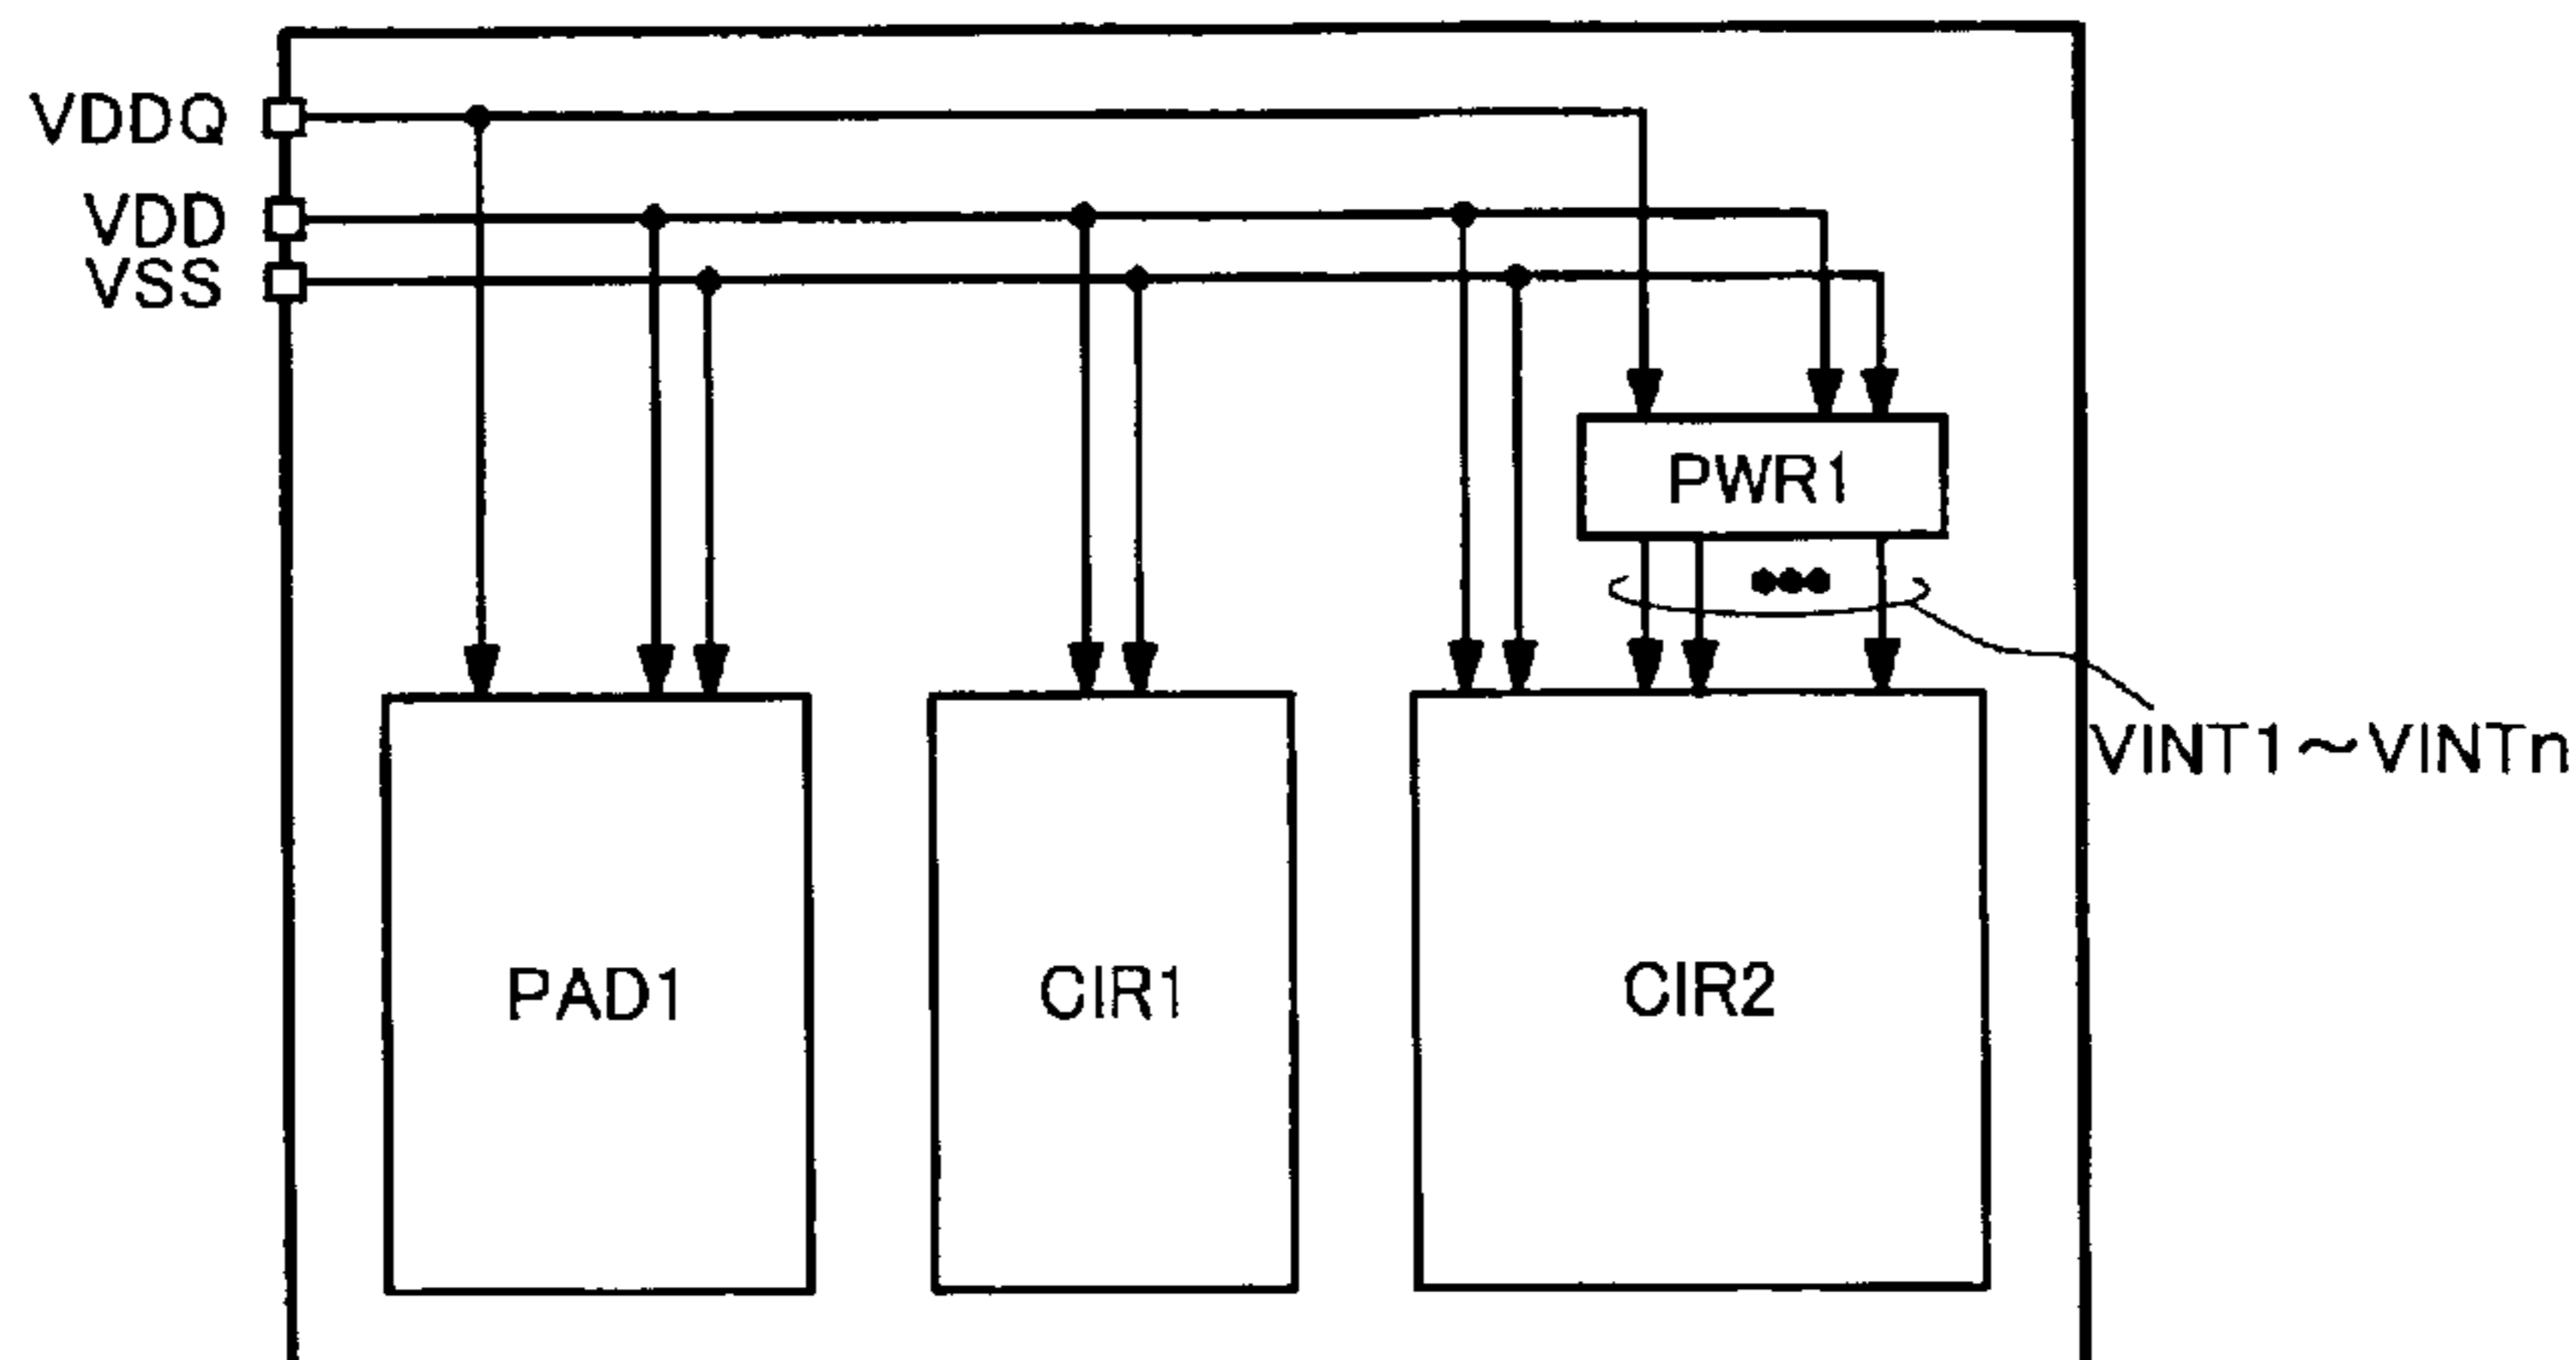 VDDQ
VDD
VSS
PWR1
VINT1～VINTn
PAD1
CIR1
CIR2